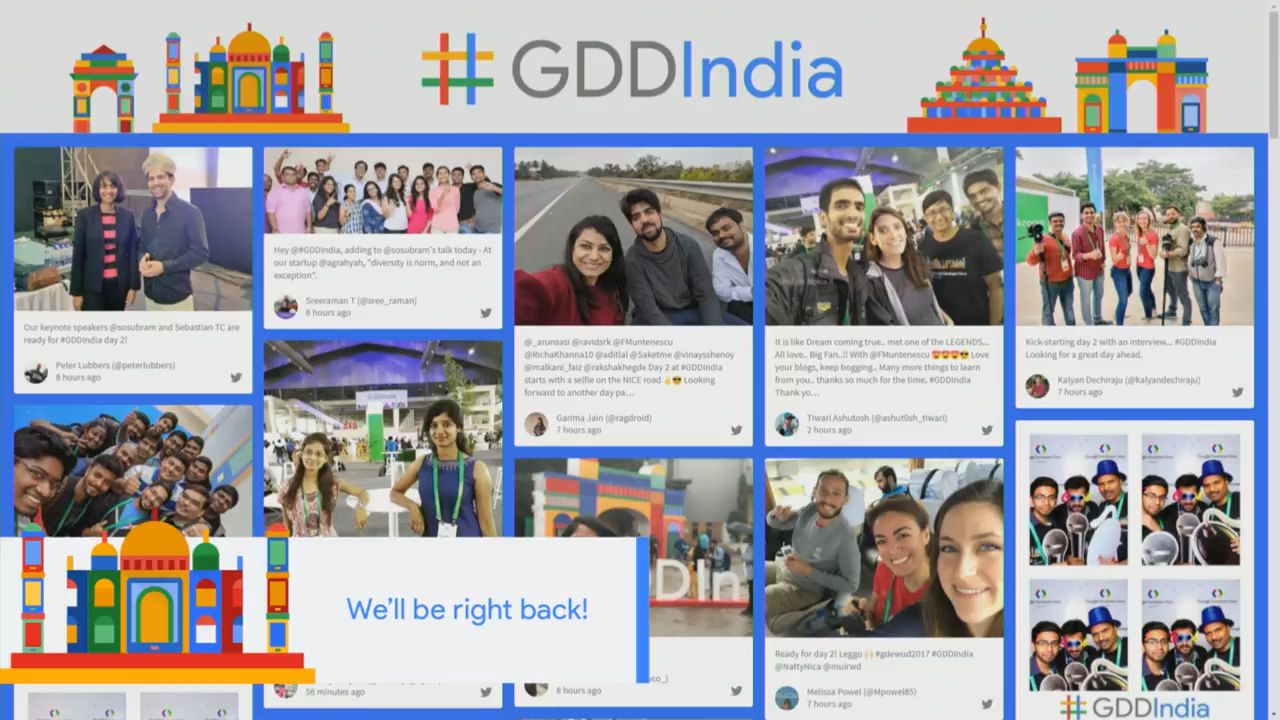 #GDDIndia
Our keynote speakers @sosubram and Sebastian TC are
ready for #GDDIndia day 2!
Peter Lubbers (@peterlubbers)
8 hours ago
Hey @#GDDIndia, adding to @sosubram's talk today - At
our startup @agrahyah, "diversity is norm, and not an
exception".
Sreeraman T (@sree_raman)
6 hours ago
56 minutes ago
@_arunsasi @ravidsrk @FMuntenescu
@RichaKhanna10 @aditlal @Saketme @vinaysshenoy
@malkani_faiz @rakshakhegde Day 2 at #GDDIndia
starts with a selfie on the NICE road ✌😎 Looking
forward to another day pa…
Garima Jain (@ragdroid)
7 hours ago
DIn
8 hours ago
It is like Dream coming true.. met one of the LEGENDS...
All love.. Big Fan..!! With @FMuntenescu 😍😍😍😎 Love
your blogs, keep bogging.. Many more things to learn
from you.. thanks so much for the time, #GDDIndia
Thank yo…
Tiwari Ashutosh (@ashut0sh_tiwari)
2 hours ago
Ready for day 2! Leggo 🙌🏻 #gdewud2017 #GDDIndia
@NattyNica @muirwd
Melissa Powel (@Mpowel85)
7 hours ago
Kick-starting day 2 with an interview... #GDDIndia
Looking for a great day ahead.
Kalyan Dechiraju (@kalyandechiraju)
7 hours ago
#GDDIndia
We'll be right back!